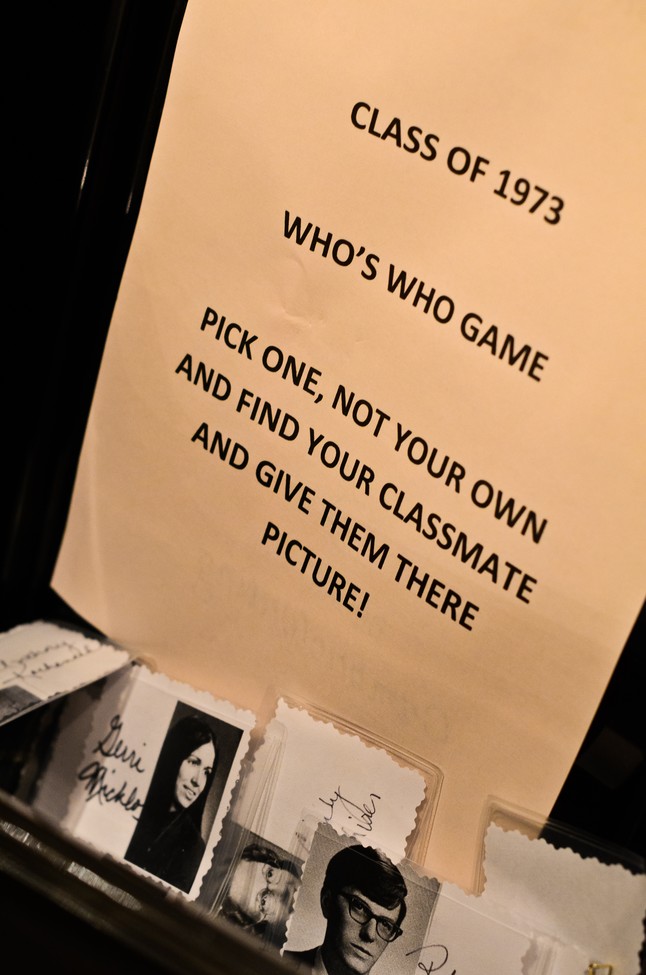 CLASS OF 1973
WHO'S WHO GAME
PICK ONE, NOT YOUR OWN
AND FIND YOUR CLASSMATE
AND GIVE THEM THERE
PICTURE!
Gerri